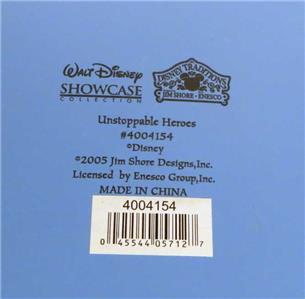 WALT DISNEY
SHOWCASE
COLLECTION
DISNEY TRADITIONS
JIM SHORE - ENESCO
Unstoppable Heroes
#4004154
©Disney
©2005 Jim Shore Designs,Inc.
Licensed by Enesco Group,Inc.
MADE IN CHINA
4004154
0 45544 05712 7